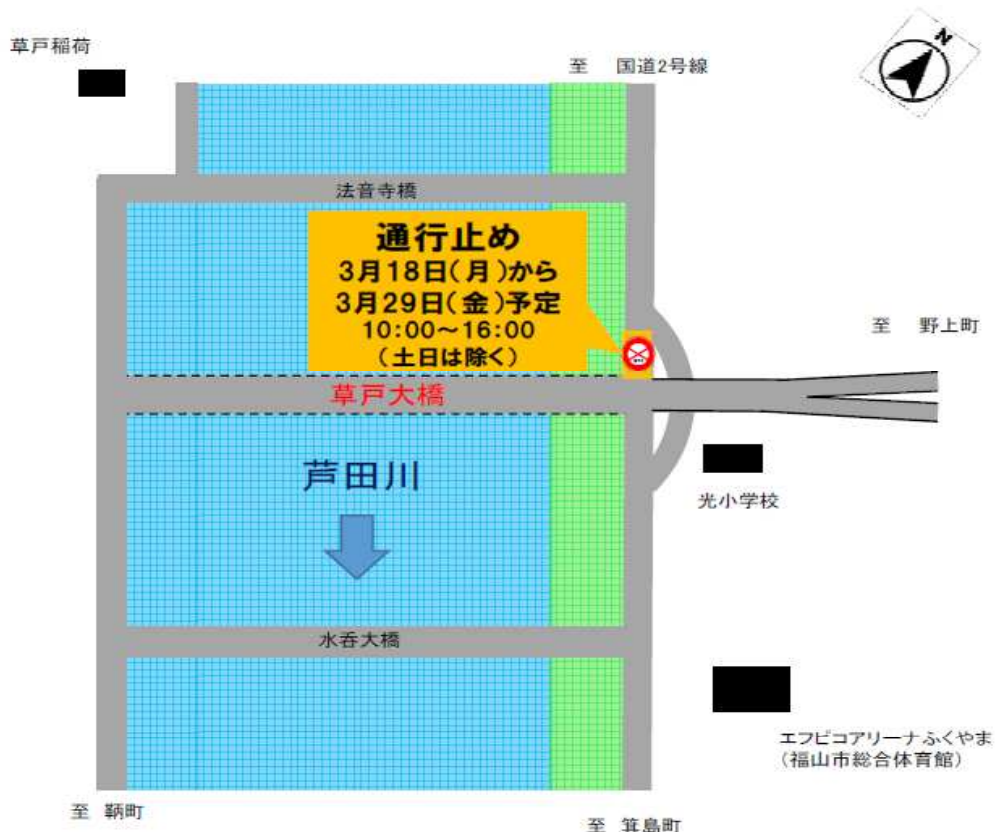 草戸稲荷
至 国道2号線
N
法音寺橋
通行止め
3月18日(月)から
3月29日(金)予定
10:00～16:00
(土日は除く)
至 野上町
草戸大橋
芦田川
光小学校
水呑大橋
エフピコアリーナふくやま
(福山市総合体育館)
至 鞆町
至 箕島町